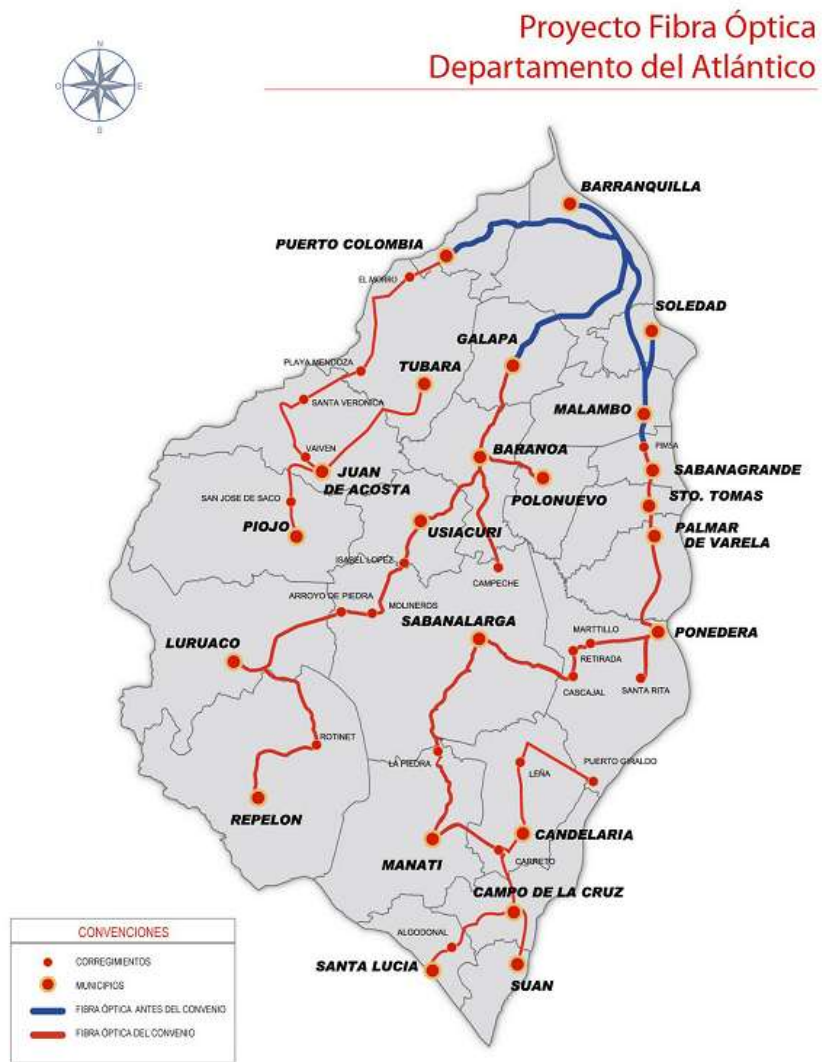 Proyecto Fibra Óptica
Departamento del Atlántico
N
O
E
S
BARRANQUILLA
PUERTO COLOMBIA
EL MORRO
SOLEDAD
GALAPA
PLAYA MENDOZA
TUBARA
SANTA VERONICA
MALAMBO
PIMSA
VAIVEN
BARANOA
JUAN
DE ACOSTA
SABANAGRANDE
POLONUEVO
SAN JOSE DE SACO
STO. TOMAS
PIOJO
USIACURI
PALMAR
DE VARELA
ISABEL LOPEZ
CAMPECHE
ARROYO DE PIEDRA
MOLINEROS
SABANALARGA
MARTTILLO
PONEDERA
LURUACO
RETIRADA
CASCAJAL
SANTA RITA
ROTINET
LA PIEDRA
LEÑA
PUERTO GIRALDO
REPELON
CANDELARIA
MANATI
CARRETO
CAMPO DE LA CRUZ
ALGODONAL
SANTA LUCIA
SUAN
CONVENCIONES
CORREGIMIENTOS
MUNICIPIOS
FIBRA ÓPTICA ANTES DEL CONVENIO
FIBRA ÓPTICA DEL CONVENIO